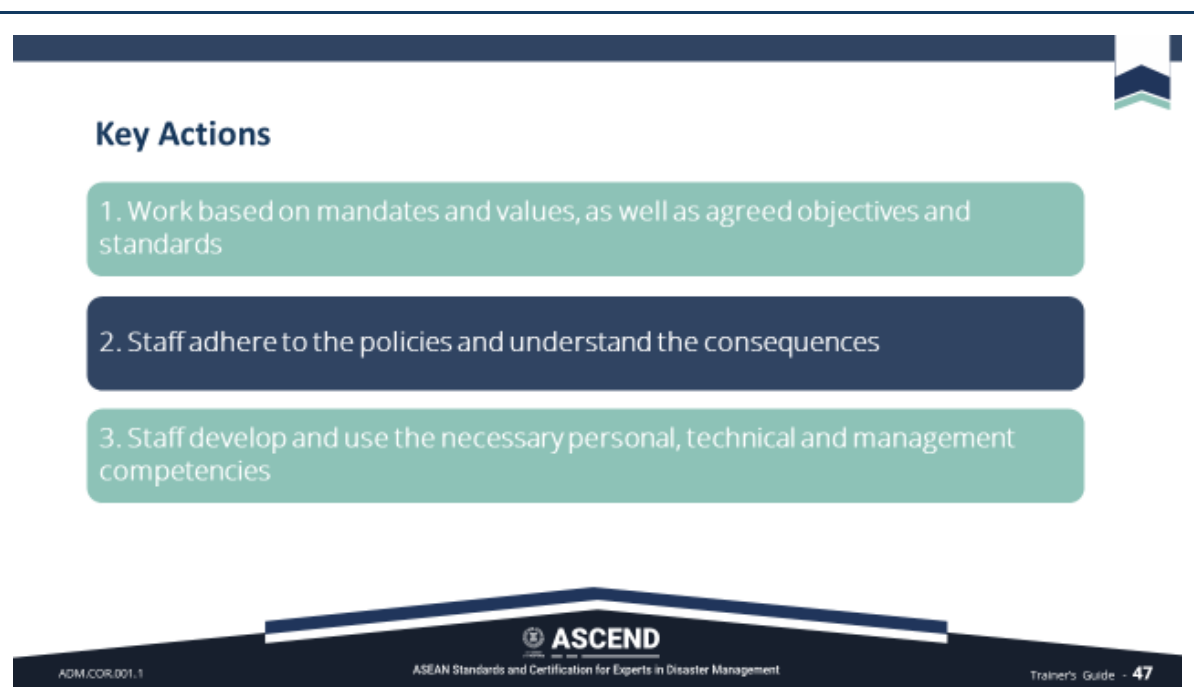 Key Actions
1. Work based on mandates and values, as well as agreed objectives and
standards
2. Staff adhere to the policies and understand the consequences
3. Staff develop and use the necessary personal, technical and management
competencies
ASCEND
ASEAN Standards and Certification for Experts in Disaster Management
ADM.COR.001.1
Trainer's Guide - 47